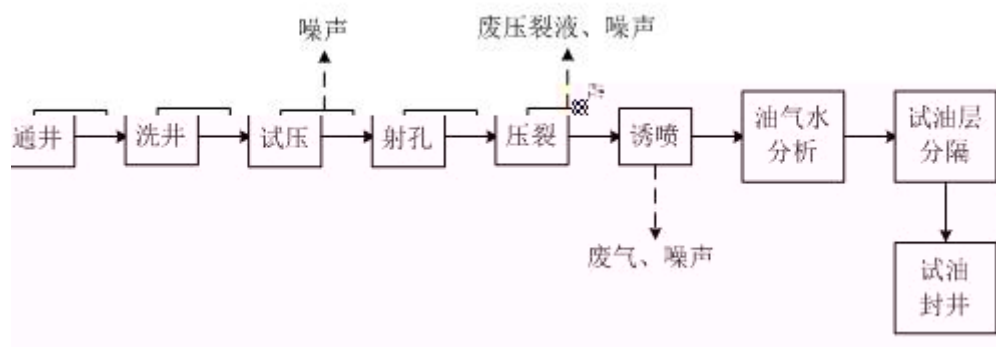 噪声
废压裂液、噪声
通井
洗井
试压
射孔
压裂
诱喷
油气水
分析
试油层
分隔
废气、噪声
试油
封井